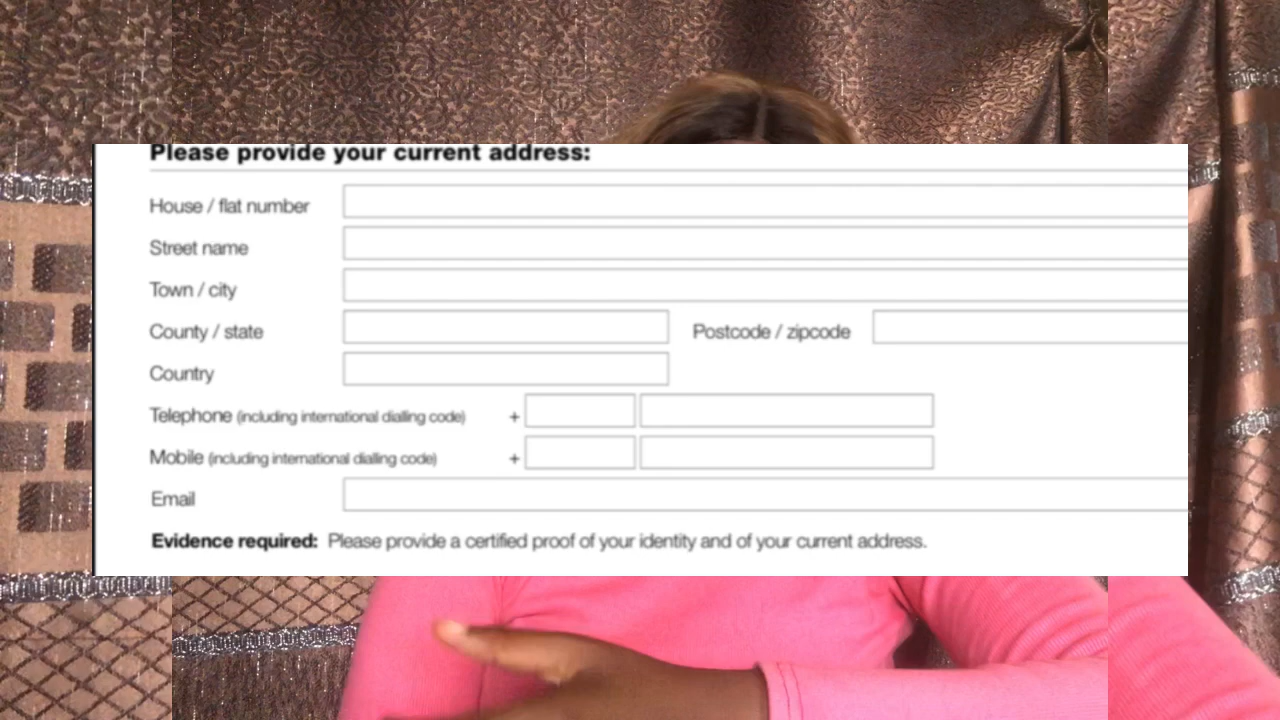 Please provide your current address:
House / flat number
Street name
Town / city
County / state Postcode / zipcode
Country
Telephone (including international dialling code) +
Mobile (including international dialling code) +
Email
Evidence required: Please provide a certified proof of your identity and of your current address.